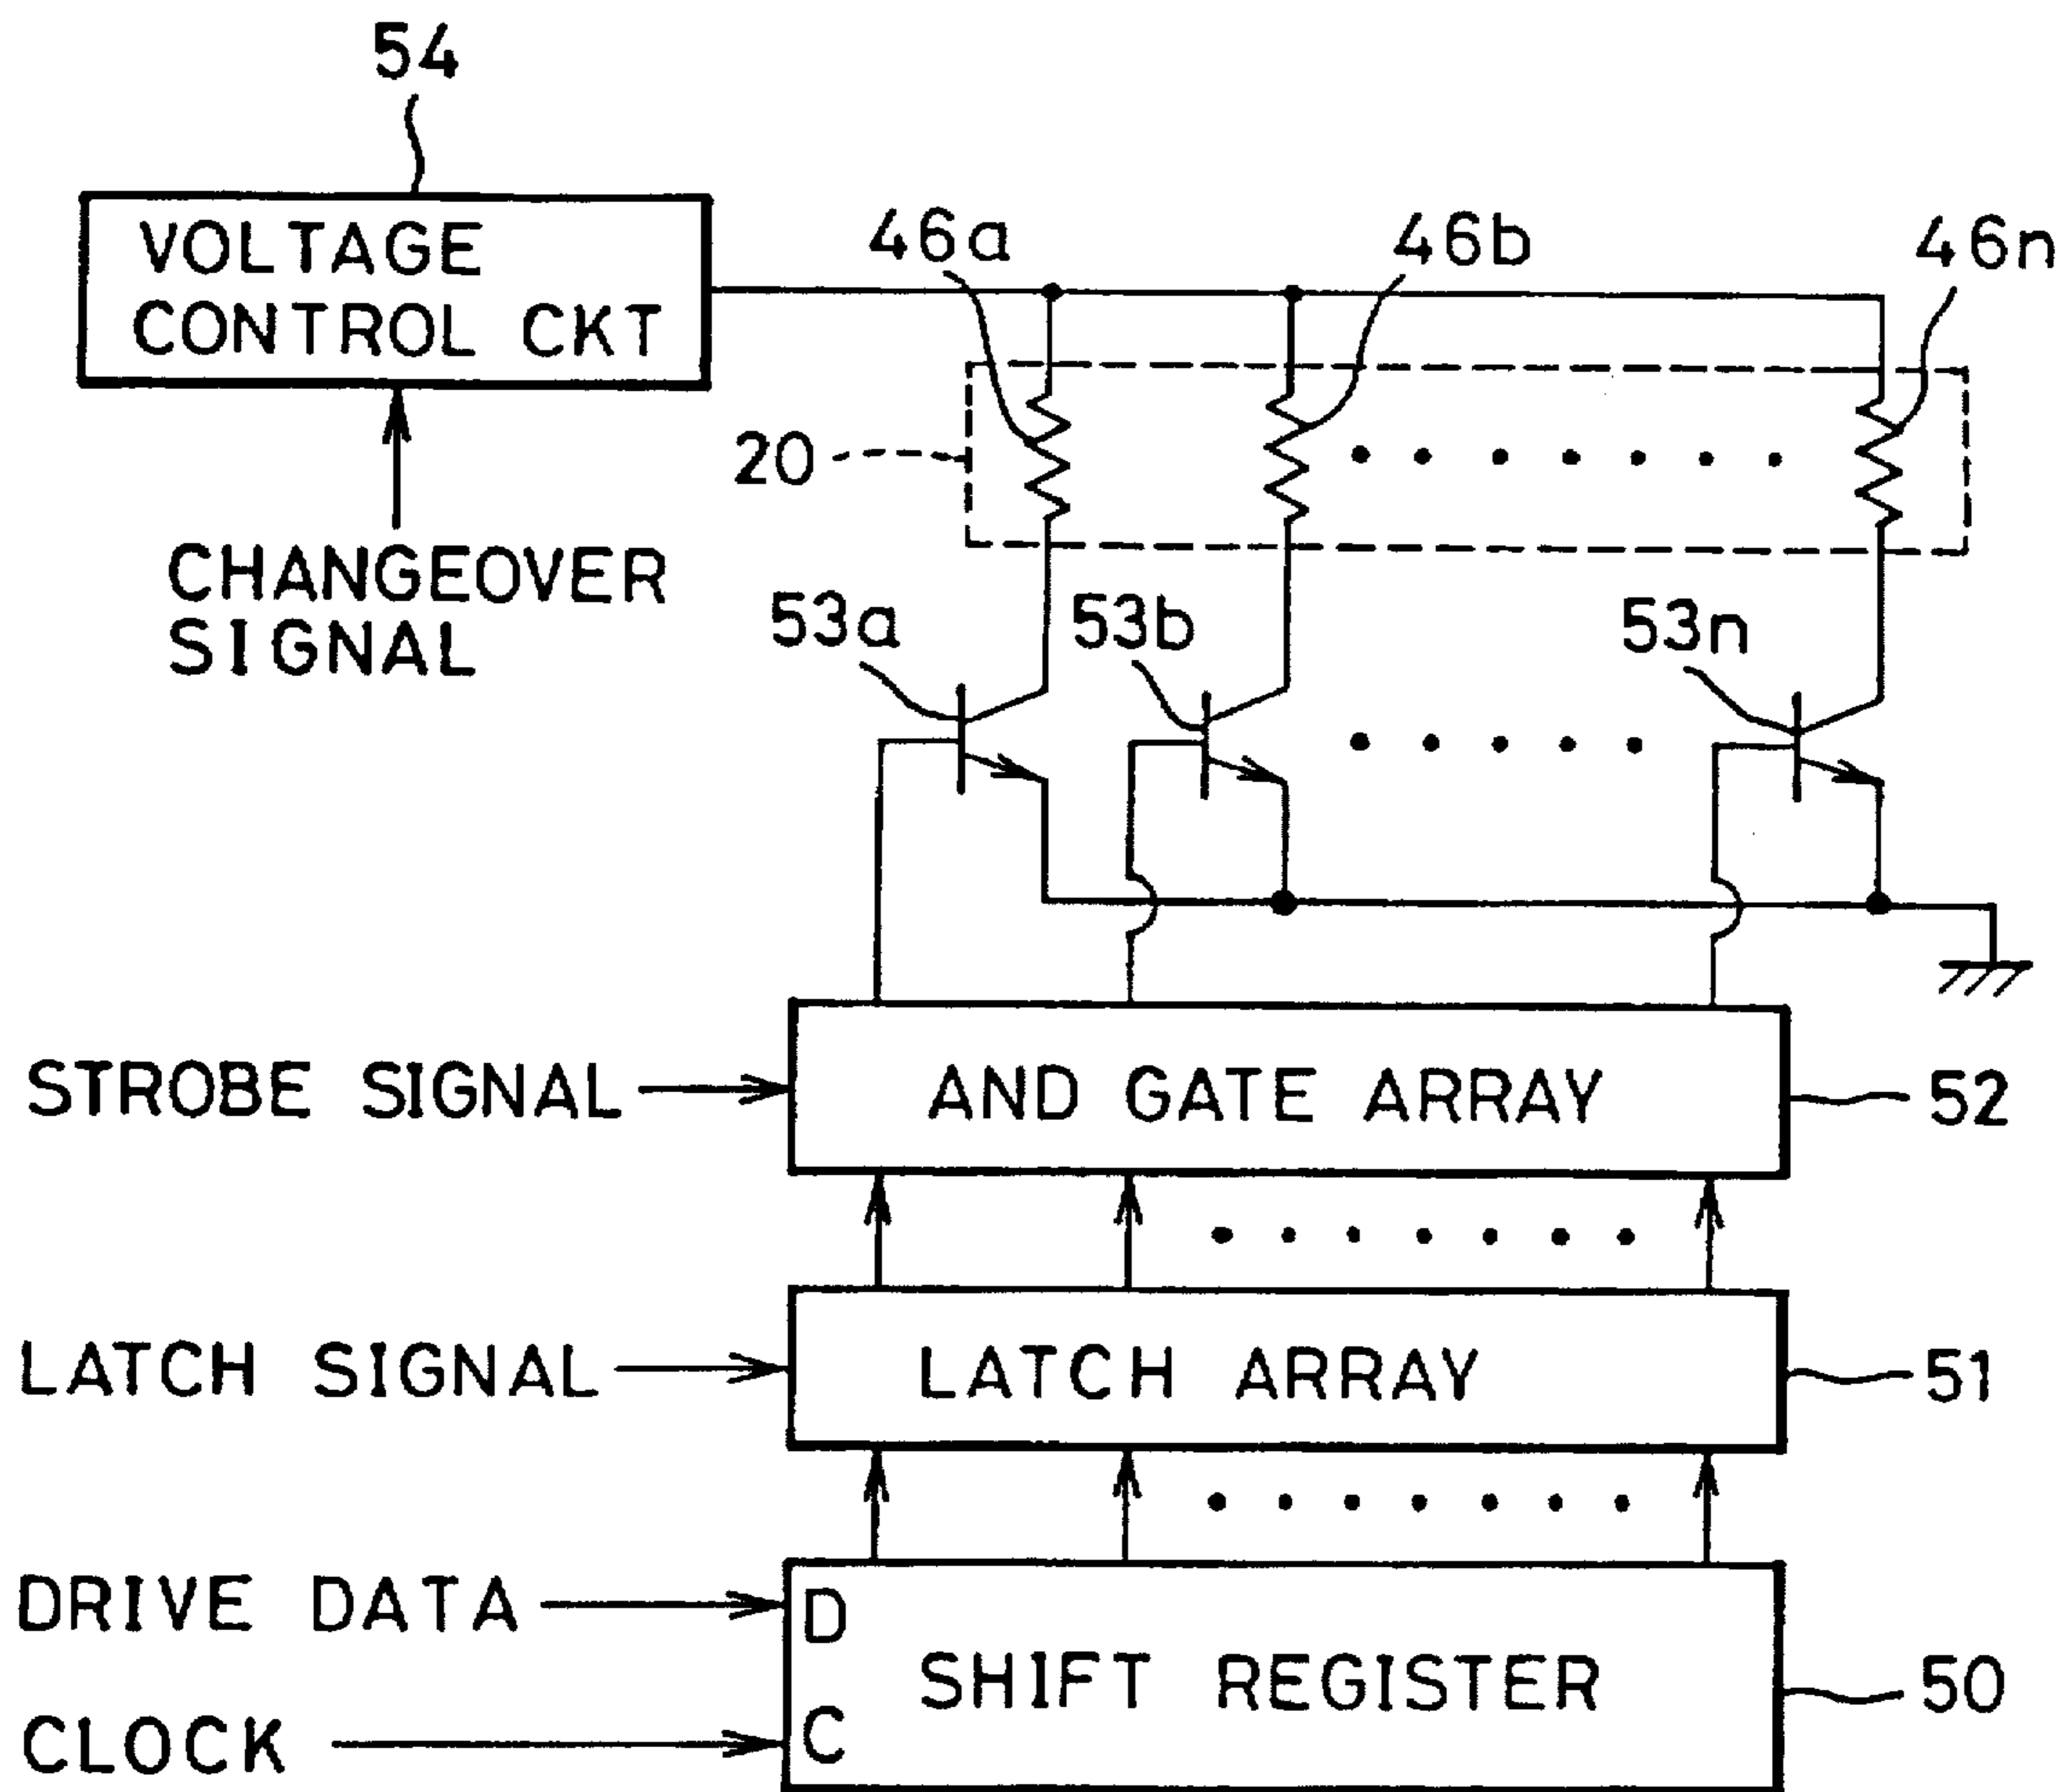 54
VOLTAGE
CONTROL CKT
46a
46b
46n
20
CHANGEOVER
SIGNAL
53a
53b
53n
STROBE SIGNAL
AND GATE ARRAY
52
LATCH SIGNAL
LATCH ARRAY
51
DRIVE DATA
D
SHIFT REGISTER
50
CLOCK
C